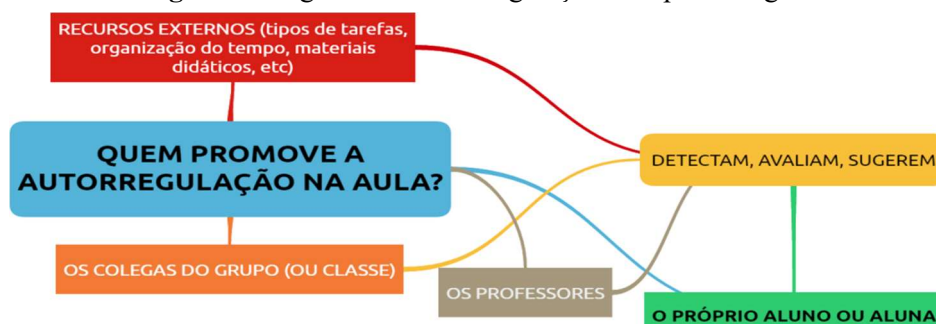 RECURSOS EXTERNOS (tipos de tarefas,
organização do tempo, materiais
didáticos, etc)
QUEM PROMOVE A
AUTORREGULAÇÃO NA AULA?
DETECTAM, AVALIAM, SUGEREM
OS COLEGAS DO GRUPO (OU CLASSE)
OS PROFESSORES
O PRÓPRIO ALUNO OU ALUNA